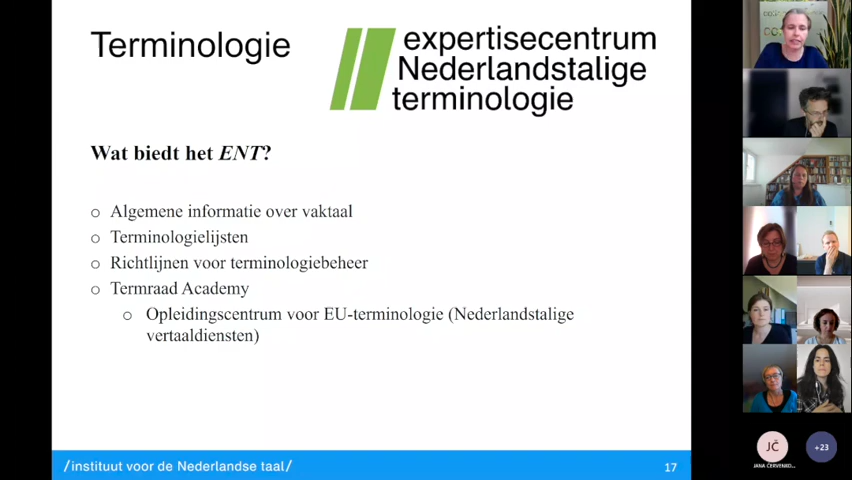 Terminologie
expertisecentrum
Nederlandstalige
terminologie
Wat biedt het ENT?
o Algemene informatie over vaktaal
o Terminologielijsten
o Richtlijnen voor terminologiebeheer
o Termraad Academy
o Opleidingscentrum voor EU-terminologie (Nederlandstalige
vertaaldiensten)
/instituut voor de Nederlandse taal/
17
JČ
+23
JANA ČERVENKO...